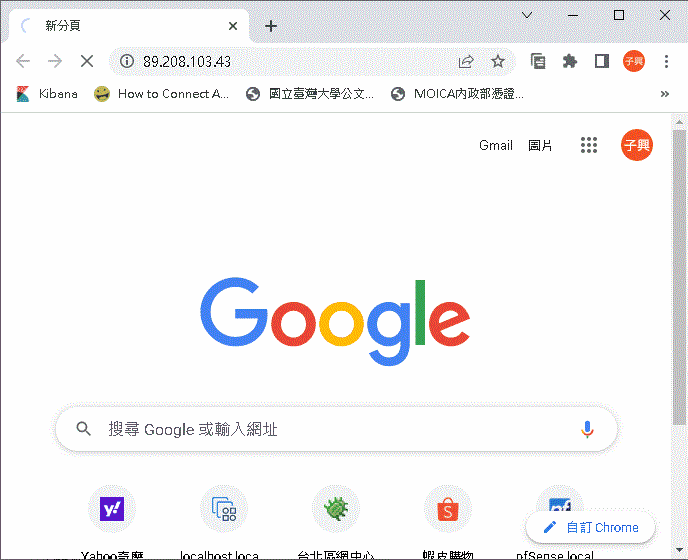 新分頁
89.208.103.43
子興
Kibana
How to Connect A...
國立臺灣大學公文...
MOICA內政部憑證...
»
Gmail
圖片
子興
Google
搜尋 Google 或輸入網址
Yahoo奇摩
localhost.loca
台北區網中心
蝦皮購物
pfSense.local
自訂 Chrome